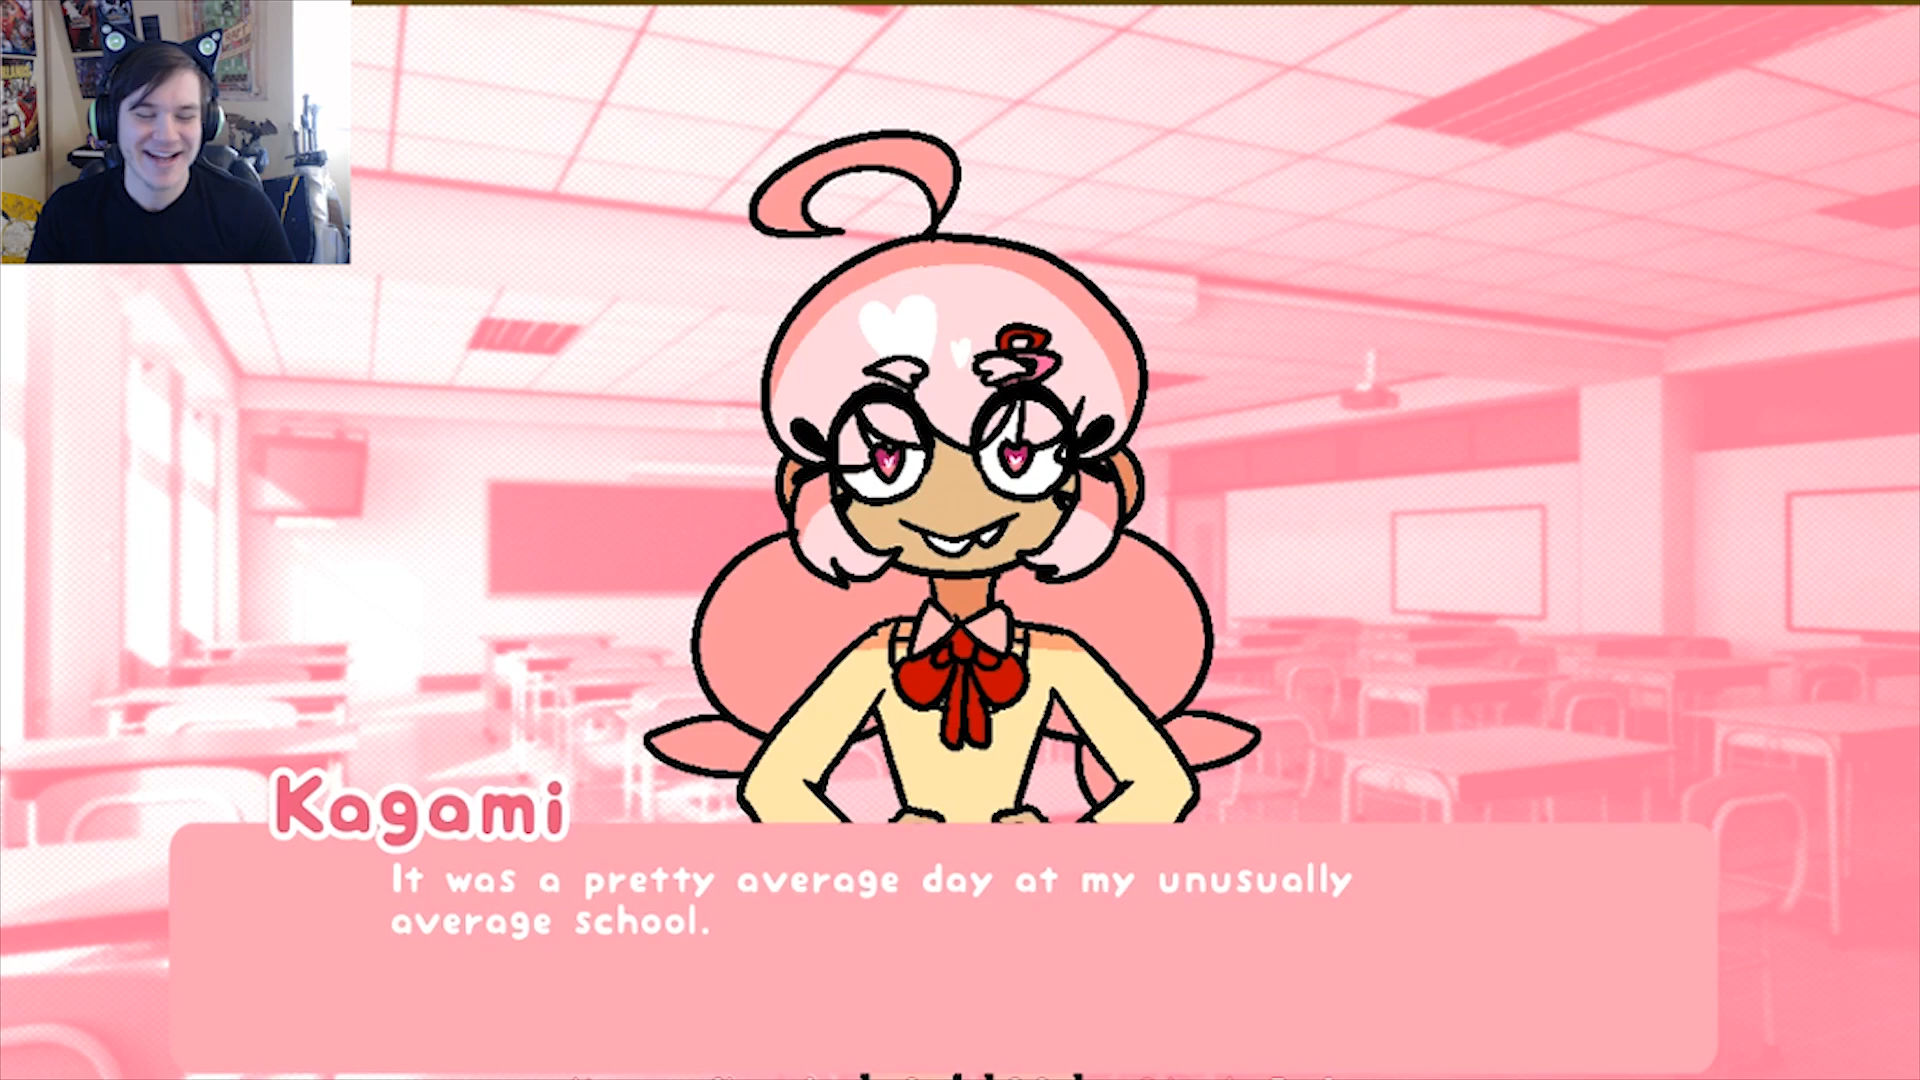 Kagami
It was a pretty average day at my unusually
average school.